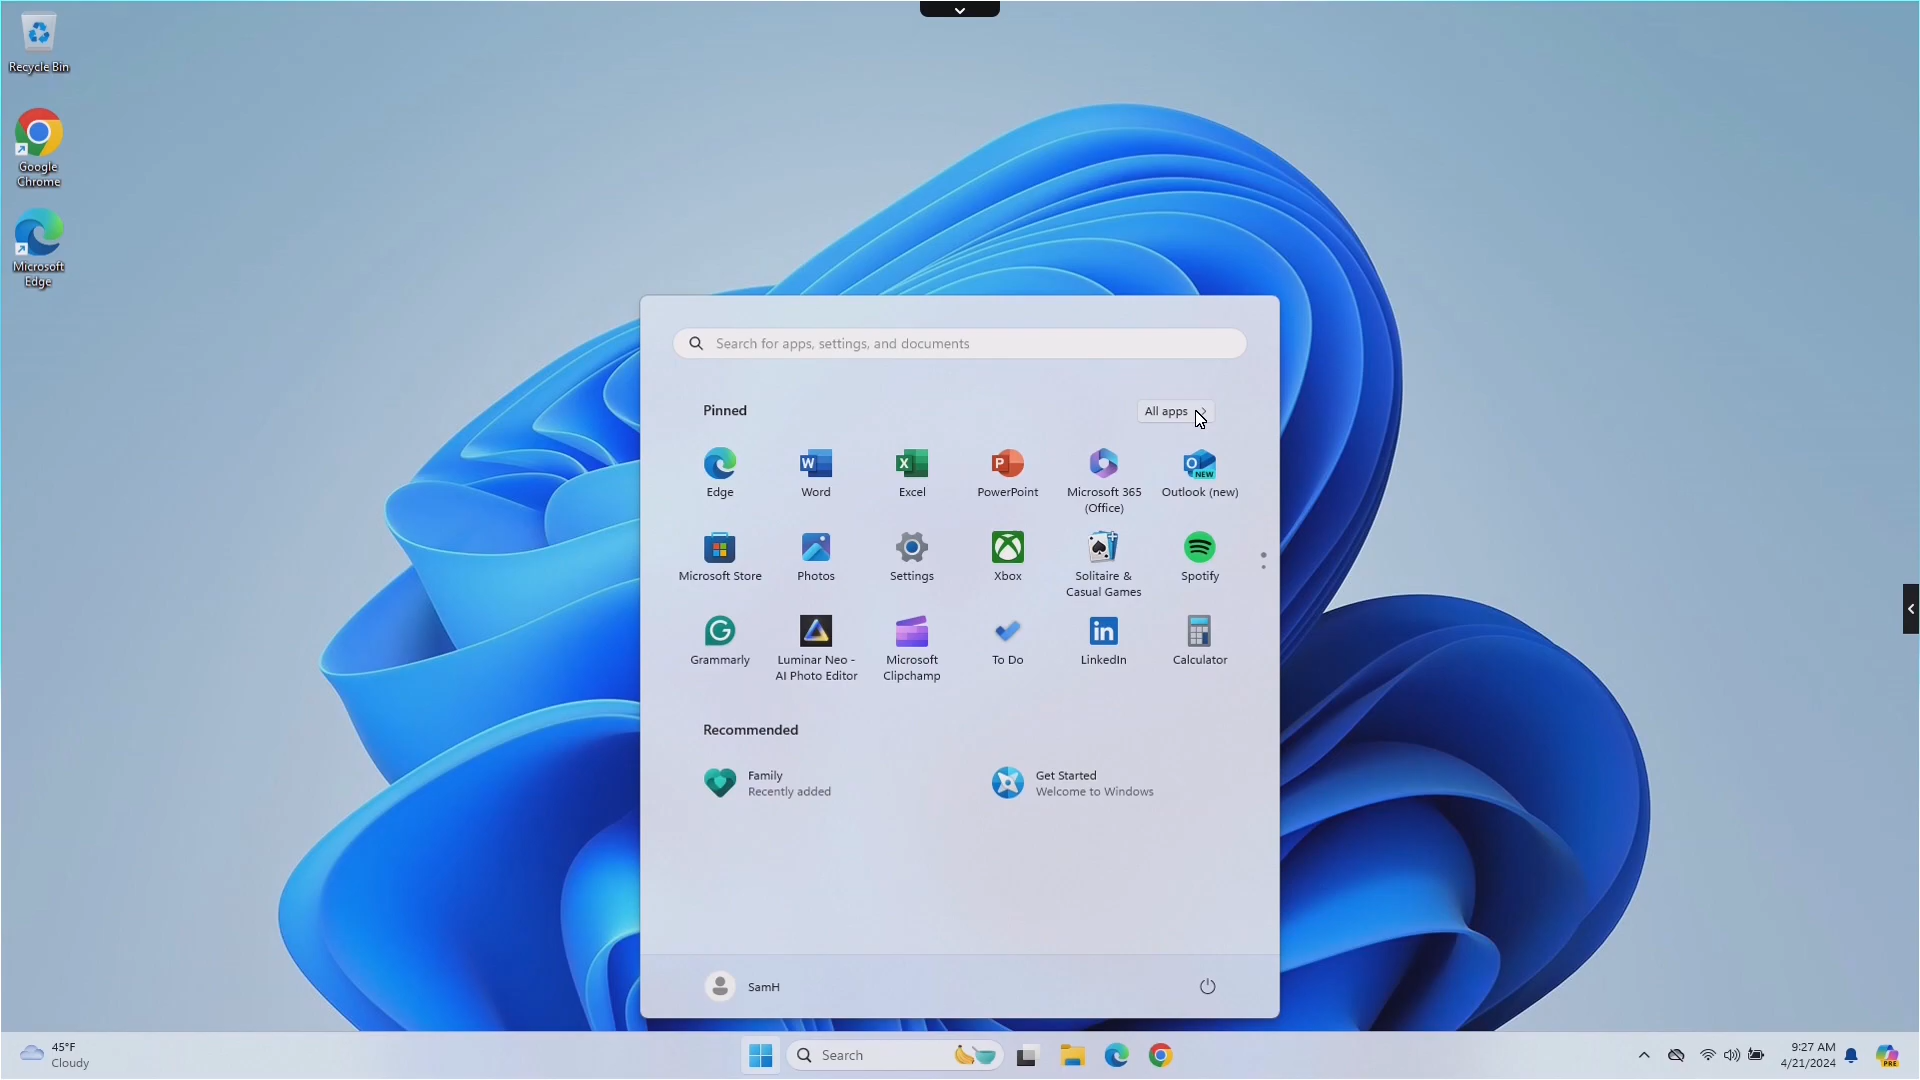 Recycle Bin
Google
Chrome
Microsoft
Edge
Search for apps, settings, and documents
Pinned
All apps
Edge
Word
Excel
PowerPoint
Microsoft 365
(Office)
Outlook (new)
Microsoft Store
Photos
Settings
Xbox
Solitaire &
Casual Games
Spotify
Grammarly
Luminar Neo -
AI Photo Editor
Microsoft
Clipchamp
To Do
LinkedIn
Calculator
Recommended
Family
Recently added
Get Started
Welcome to Windows
SamH
45°F
Cloudy
Search
9:27 AM
4/21/2024
W
X
P
O
NEW
G
in
PRE